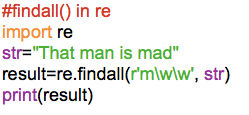 #findall() in re
import re
str="That man is mad"
result=re.findall(r'm\w\w', str)
print(result)